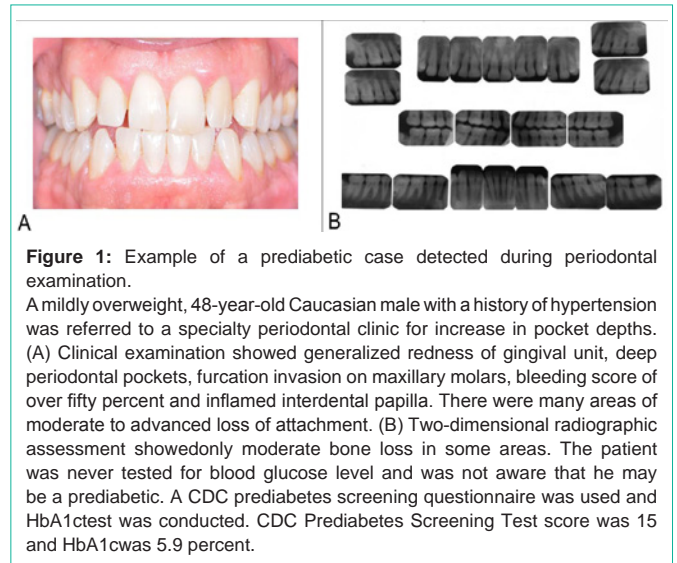 A
B
Figure 1: Example of a prediabetic case detected during periodontal
examination.
A mildly overweight, 48-year-old Caucasian male with a history of hypertension
was referred to a specialty periodontal clinic for increase in pocket depths.
(A) Clinical examination showed generalized redness of gingival unit, deep
periodontal pockets, furcation invasion on maxillary molars, bleeding score of
over fifty percent and inflamed interdental papilla. There were many areas of
moderate to advanced loss of attachment. (B) Two-dimensional radiographic
assessment showedonly moderate bone loss in some areas. The patient
was never tested for blood glucose level and was not aware that he may
be a prediabetic. A CDC prediabetes screening questionnaire was used and
HbA1ctest was conducted. CDC Prediabetes Screening Test score was 15
and HbA1cwas 5.9 percent.